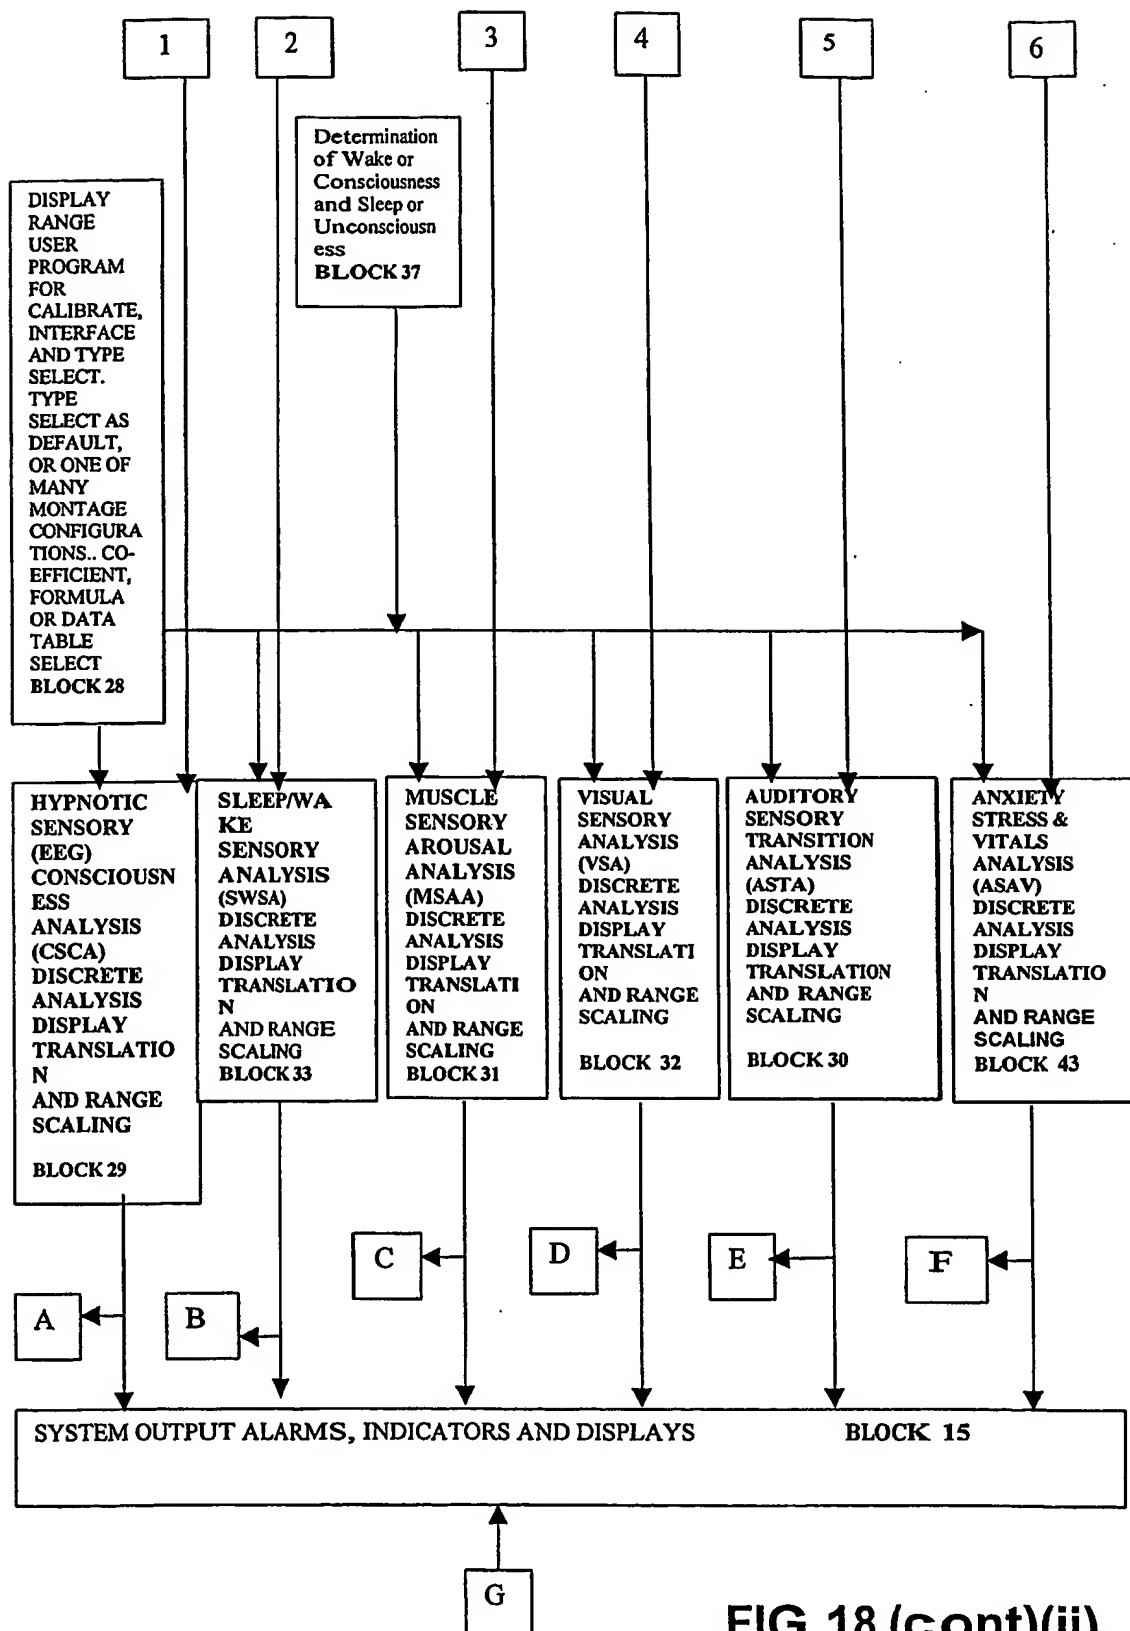 1
2
3
4
5
6
Determination
of Wake or
Consciousness
and Sleep or
Unconsciousn
ess
BLOCK 37
DISPLAY
RANGE
USER
PROGRAM
FOR
CALIBRATE,
INTERFACE
AND TYPE
SELECT.
TYPE
SELECT AS
DEFAULT,
OR ONE OF
MANY
MONTAGE
CONFIGURA
TIONS.. CO-
EFFICIENT,
FORMULA
OR DATA
TABLE
SELECT
BLOCK 28
HYPNOTIC
SENSORY
(EEG)
CONSCIOUSN
ESS
ANALYSIS
(CSCA)
DISCRETE
ANALYSIS
DISPLAY
TRANSLATIO
N
AND RANGE
SCALING
BLOCK 29
SLEEP/WA
KE
SENSORY
ANALYSIS
(SWSA)
DISCRETE
ANALYSIS
DISPLAY
TRANSLATIO
N
AND RANGE
SCALING
BLOCK 33
MUSCLE
SENSORY
AROUSAL
ANALYSIS
(MSAA)
DISCRETE
ANALYSIS
DISPLAY
TRANSLATI
ON
AND RANGE
SCALING
BLOCK 31
VISUAL
SENSORY
ANALYSIS
(VSA)
DISCRETE
ANALYSIS
DISPLAY
TRANSLATI
ON
AND RANGE
SCALING
BLOCK 32
AUDITORY
SENSORY
TRANSITION
ANALYSIS
(ASTA)
DISCRETE
ANALYSIS
DISPLAY
TRANSLATION
AND RANGE
SCALING
BLOCK 30
ANXIETY
STRESS &
VITALS
ANALYSIS
(ASAV)
DISCRETE
ANALYSIS
DISPLAY
TRANSLATIO
N
AND RANGE
SCALING
BLOCK 43
A
B
C
D
E
F
SYSTEM OUTPUT ALARMS, INDICATORS AND DISPLAYS BLOCK 15
G
FIG 18 (cont)(ii)